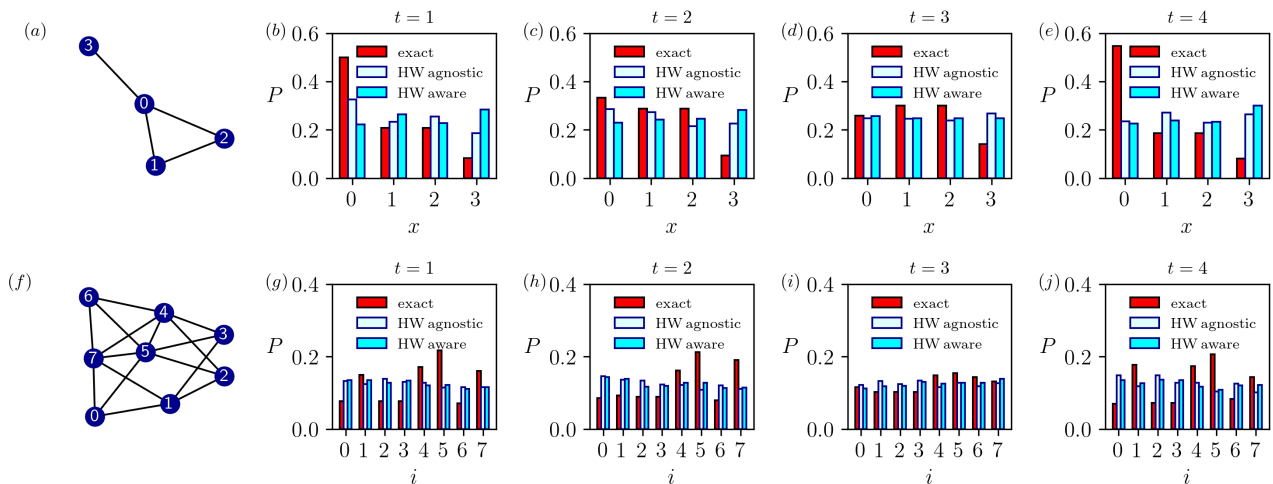 (a)
3
0
2
1
(b)
t = 1
0.6
0.4
0.2
0.0
P
exact
HW agnostic
HW aware
0 1 2 3
x
(c)
t = 2
0.6
0.4
0.2
0.0
P
exact
HW agnostic
HW aware
0 1 2 3
x
(d)
t = 3
0.6
0.4
0.2
0.0
P
exact
HW agnostic
HW aware
0 1 2 3
x
(e)
t = 4
0.6
0.4
0.2
0.0
P
exact
HW agnostic
HW aware
0 1 2 3
x
(f)
6
4
3
5
7
2
1
0
(g)
t = 1
0.4
0.2
0.0
P
exact
HW agnostic
HW aware
0 1 2 3 4 5 6 7
i
(h)
t = 2
0.4
0.2
0.0
P
exact
HW agnostic
HW aware
0 1 2 3 4 5 6 7
i
(i)
t = 3
0.4
0.2
0.0
P
exact
HW agnostic
HW aware
0 1 2 3 4 5 6 7
i
(j)
t = 4
0.4
0.2
0.0
P
exact
HW agnostic
HW aware
0 1 2 3 4 5 6 7
i